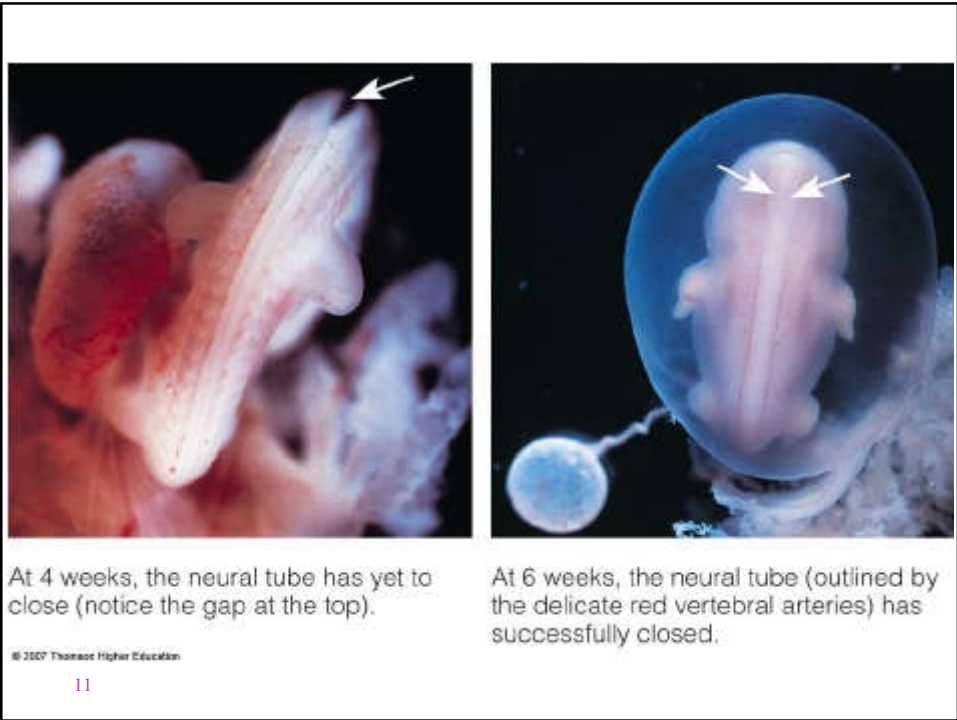 At 4 weeks, the neural tube has yet to
close (notice the gap at the top).
At 6 weeks, the neural tube (outlined by
the delicate red vertebral arteries) has
successfully closed.
© 2007 Thomson Higher Education
11